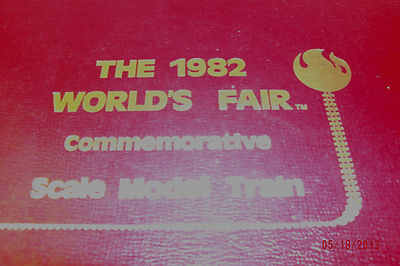 THE 1982
WORLD'S FAIR™
Commemorative
Scale Model Train
05/18/2013